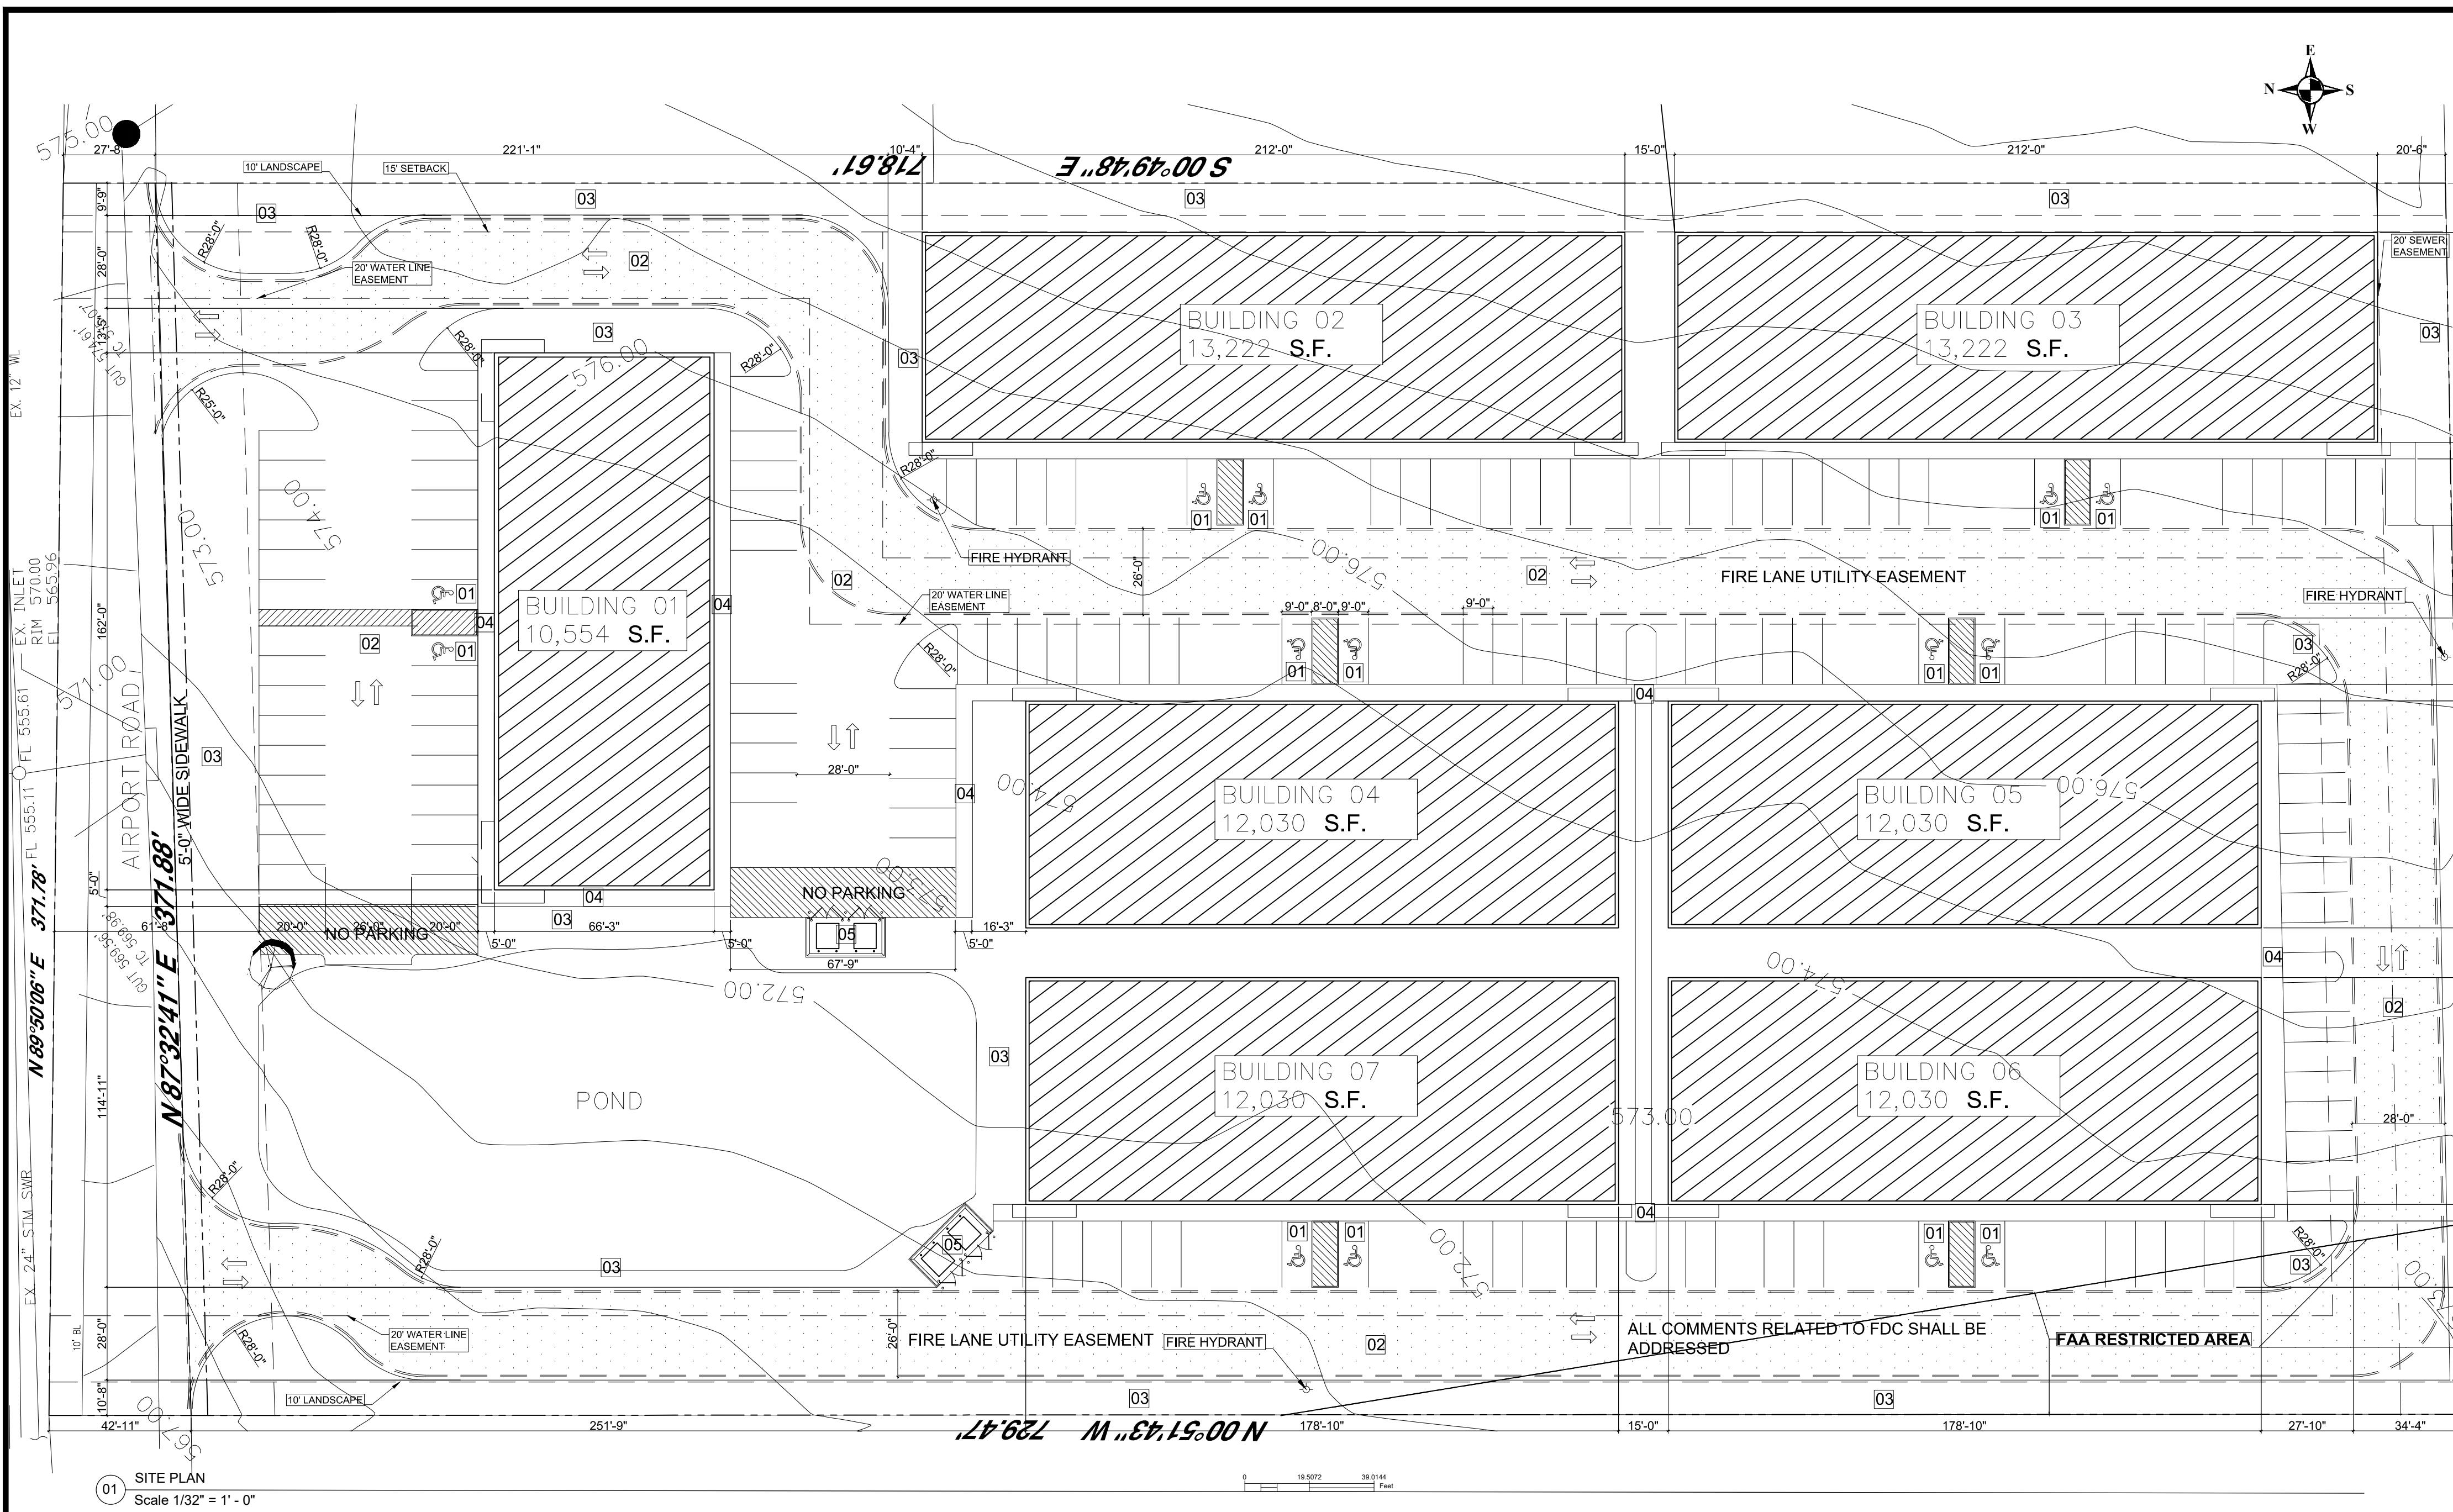 E
N
S
W
575.00
27'-8"
221'-1"
10'-4"
212'-0"
15'-0"
212'-0"
20'-6"
10' LANDSCAPE
15' SETBACK
718.61'
S 00°49'48" E
03
03
03
03
9'-9"
R28'-0"
R28'-0"
28'-0"
20' WATER LINE
EASEMENT
02
20' SEWER
EASEMENT
BUILDING 02
13,222 S.F.
BUILDING 03
13,222 S.F.
03
03
03
13'-5"
GUT 574.61'
R28'-0"
R28'-0"
576.00
EX. 12" WL
R25'-0"
R28'-0"
574.00
573.00
01
01
01
01
FIRE HYDRANT
26'-0"
576.00
02
FIRE LANE UTILITY EASEMENT
EX. INLET
RIM 570.00
EL 565.96
01
02
20' WATER LINE
EASEMENT
FIRE HYDRANT
BUILDING 01
10,554 S.F.
04
04
9'-0"
8'-0"
9'-0"
9'-0"
162'-0"
02
01
R28'-0"
01
01
01
01
03
R28'-0"
571.00
AIRPORT ROAD
5'-0" WIDE SIDEWALK
03
FL 555.61
FL 555.11
28'-0"
04
04
574.00
BUILDING 04
12,030 S.F.
BUILDING 05
12,030 S.F.
576.00
N 89°50'06" E 371.78'
N 87°32'41" E 371.88'
5'-0"
GUT 569.56'
TC 569.98'
61'-8"
20'-0"
26'-0"
20'-0"
NO PARKING
04
03
66'-3"
5'-0"
5'-0"
NO PARKING
573.00
05
67'-9"
5'-0"
16'-3"
572.00
04
02
574.00
POND
03
114'-11"
BUILDING 07
12,030 S.F.
573.00
BUILDING 06
12,030 S.F.
28'-0"
EX. 24" STM SWR
R28'-0"
R28'-0"
03
05
01
01
04
01
01
572.00
R28'-0"
03
10' BL
28'-0"
R28'-0"
20' WATER LINE
EASEMENT
26'-0"
FIRE LANE UTILITY EASEMENT
FIRE HYDRANT
02
ALL COMMENTS RELATED TO FDC SHALL BE
ADDRESSED
FAA RESTRICTED AREA
10'-8"
10' LANDSCAPE
03
03
567.00
42'-11"
251'-9"
N 00°51'43" W 729.47'
178'-10"
15'-0"
178'-10"
27'-10"
34'-4"
01
SITE PLAN
Scale 1/32" = 1' - 0"
0
19.5072
39.0144
Feet